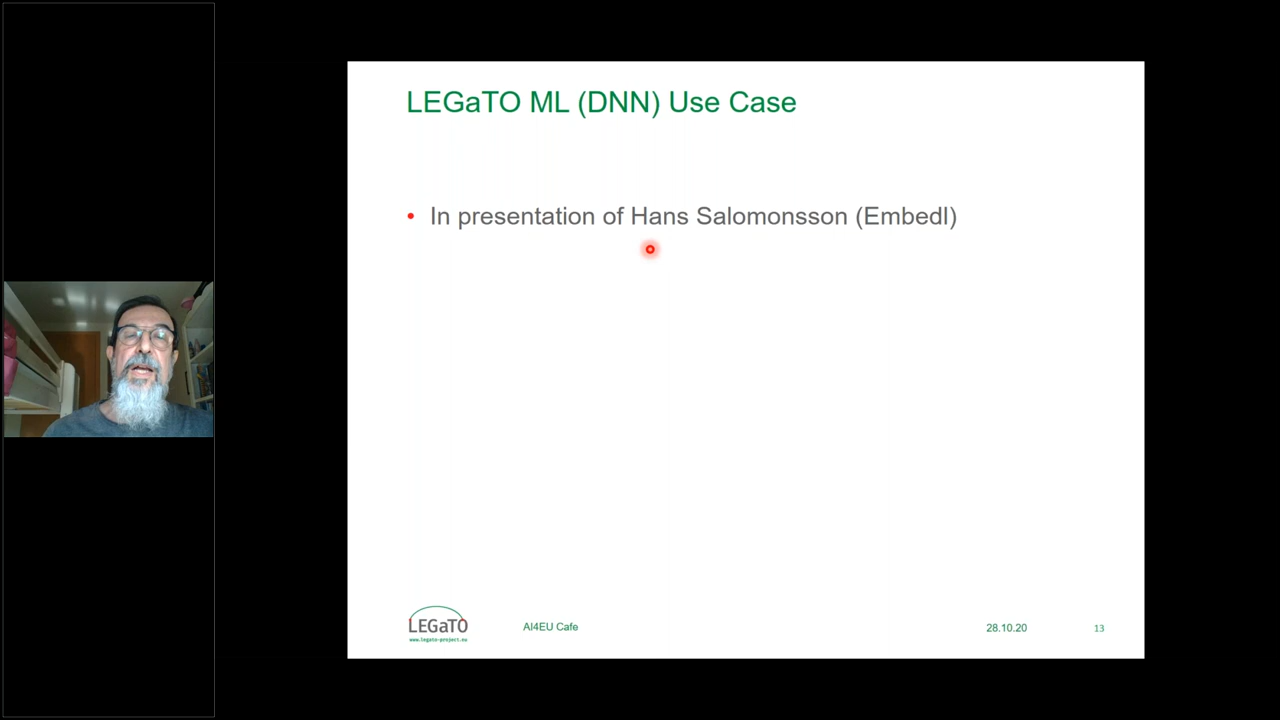 LEGaTO ML (DNN) Use Case
• In presentation of Hans Salomonsson (Embedl)
LEGaTO
www.legato-project.eu
AI4EU Cafe
28.10.20
13